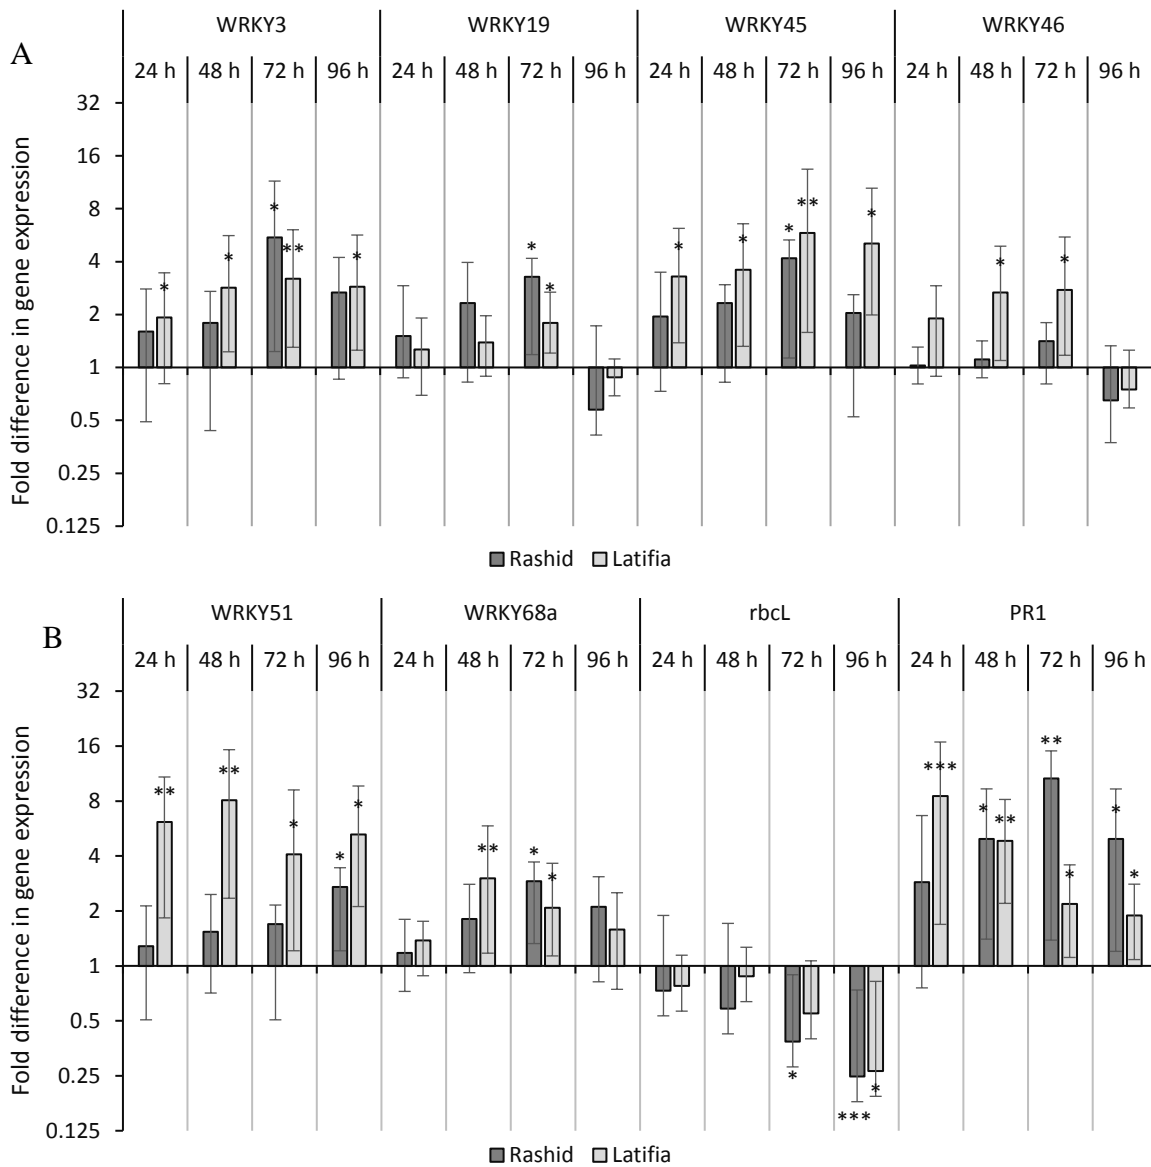 A
WRKY3 WRKY19 WRKY45 WRKY46
24 h 48 h 72 h 96 h 24 h 48 h 72 h 96 h 24 h 48 h 72 h 96 h 24 h 48 h 72 h 96 h
Fold difference in gene expression
32
16
8
4
2
1
0.5
0.25
0.125
* * * ** * * * * * * ** * * *
Rashid Latifia
B
WRKY51 WRKY68a rbcL PR1
24 h 48 h 72 h 96 h 24 h 48 h 72 h 96 h 24 h 48 h 72 h 96 h 24 h 48 h 72 h 96 h
Fold difference in gene expression
32
16
8
4
2
1
0.5
0.25
0.125
** ** * * * ** * * * *** * *** * ** ** * * *
Rashid Latifia